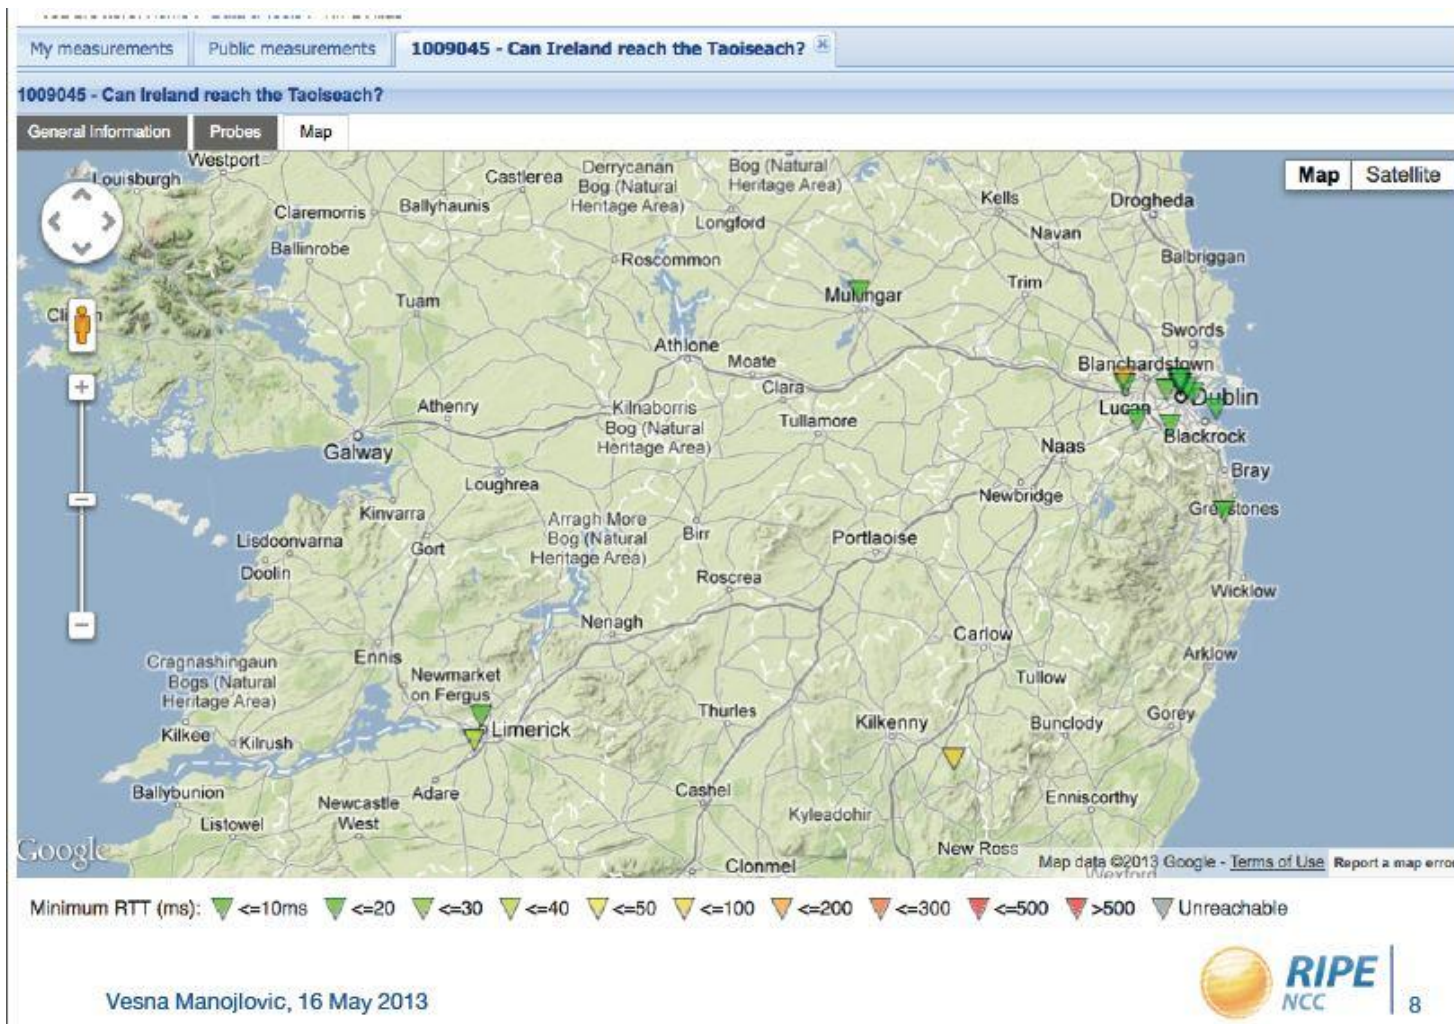 My measurements Public measurements 1009045 - Can Ireland reach the Taoiseach?
1009045 - Can Ireland reach the Taoiseach?
General Information Probes Map
Map Satellite
Westport
Louisburgh
Castlerea
Derrycanan
Bog (Natural
Heritage Area)
Bog (Natural
Heritage Area)
Kells
Drogheda
Claremorris
Ballyhaunis
Longford
Navan
Ballinrobe
Roscommon
Balbriggan
Tuam
Mullingar
Trim
Swords
Athlone
Moate
Blanchardstown
Clara
Dublin
Athenry
Kilnaborris
Bog (Natural
Heritage Area)
Tullamore
Lucan
Blackrock
Galway
Naas
Loughrea
Bray
Newbridge
Kinvarra
Greystones
Arragh More
Bog (Natural
Heritage Area)
Birr
Portlaoise
Lisdoonvarna
Gort
Doolin
Roscrea
Wicklow
Nenagh
Carlow
Ennis
Arklow
Cragnashingaun
Bogs (Natural
Heritage Area)
Newmarket
on Fergus
Tullow
Thurles
Kilkenny
Bunclody
Gorey
Kilkee
Kilrush
Limerick
Ballybunion
Newcastle
West
Adare
Cashel
Enniscorthy
Listowel
Kyleadohir
New Ross
Clonmel
Wexford
Google
Map data ©2013 Google - Terms of Use Report a map error
Minimum RTT (ms): <=10ms <=20 <=30 <=40 <=50 <=100 <=200 <=300 <=500 >500 Unreachable
RIPE
NCC
Vesna Manojlovic, 16 May 2013
8